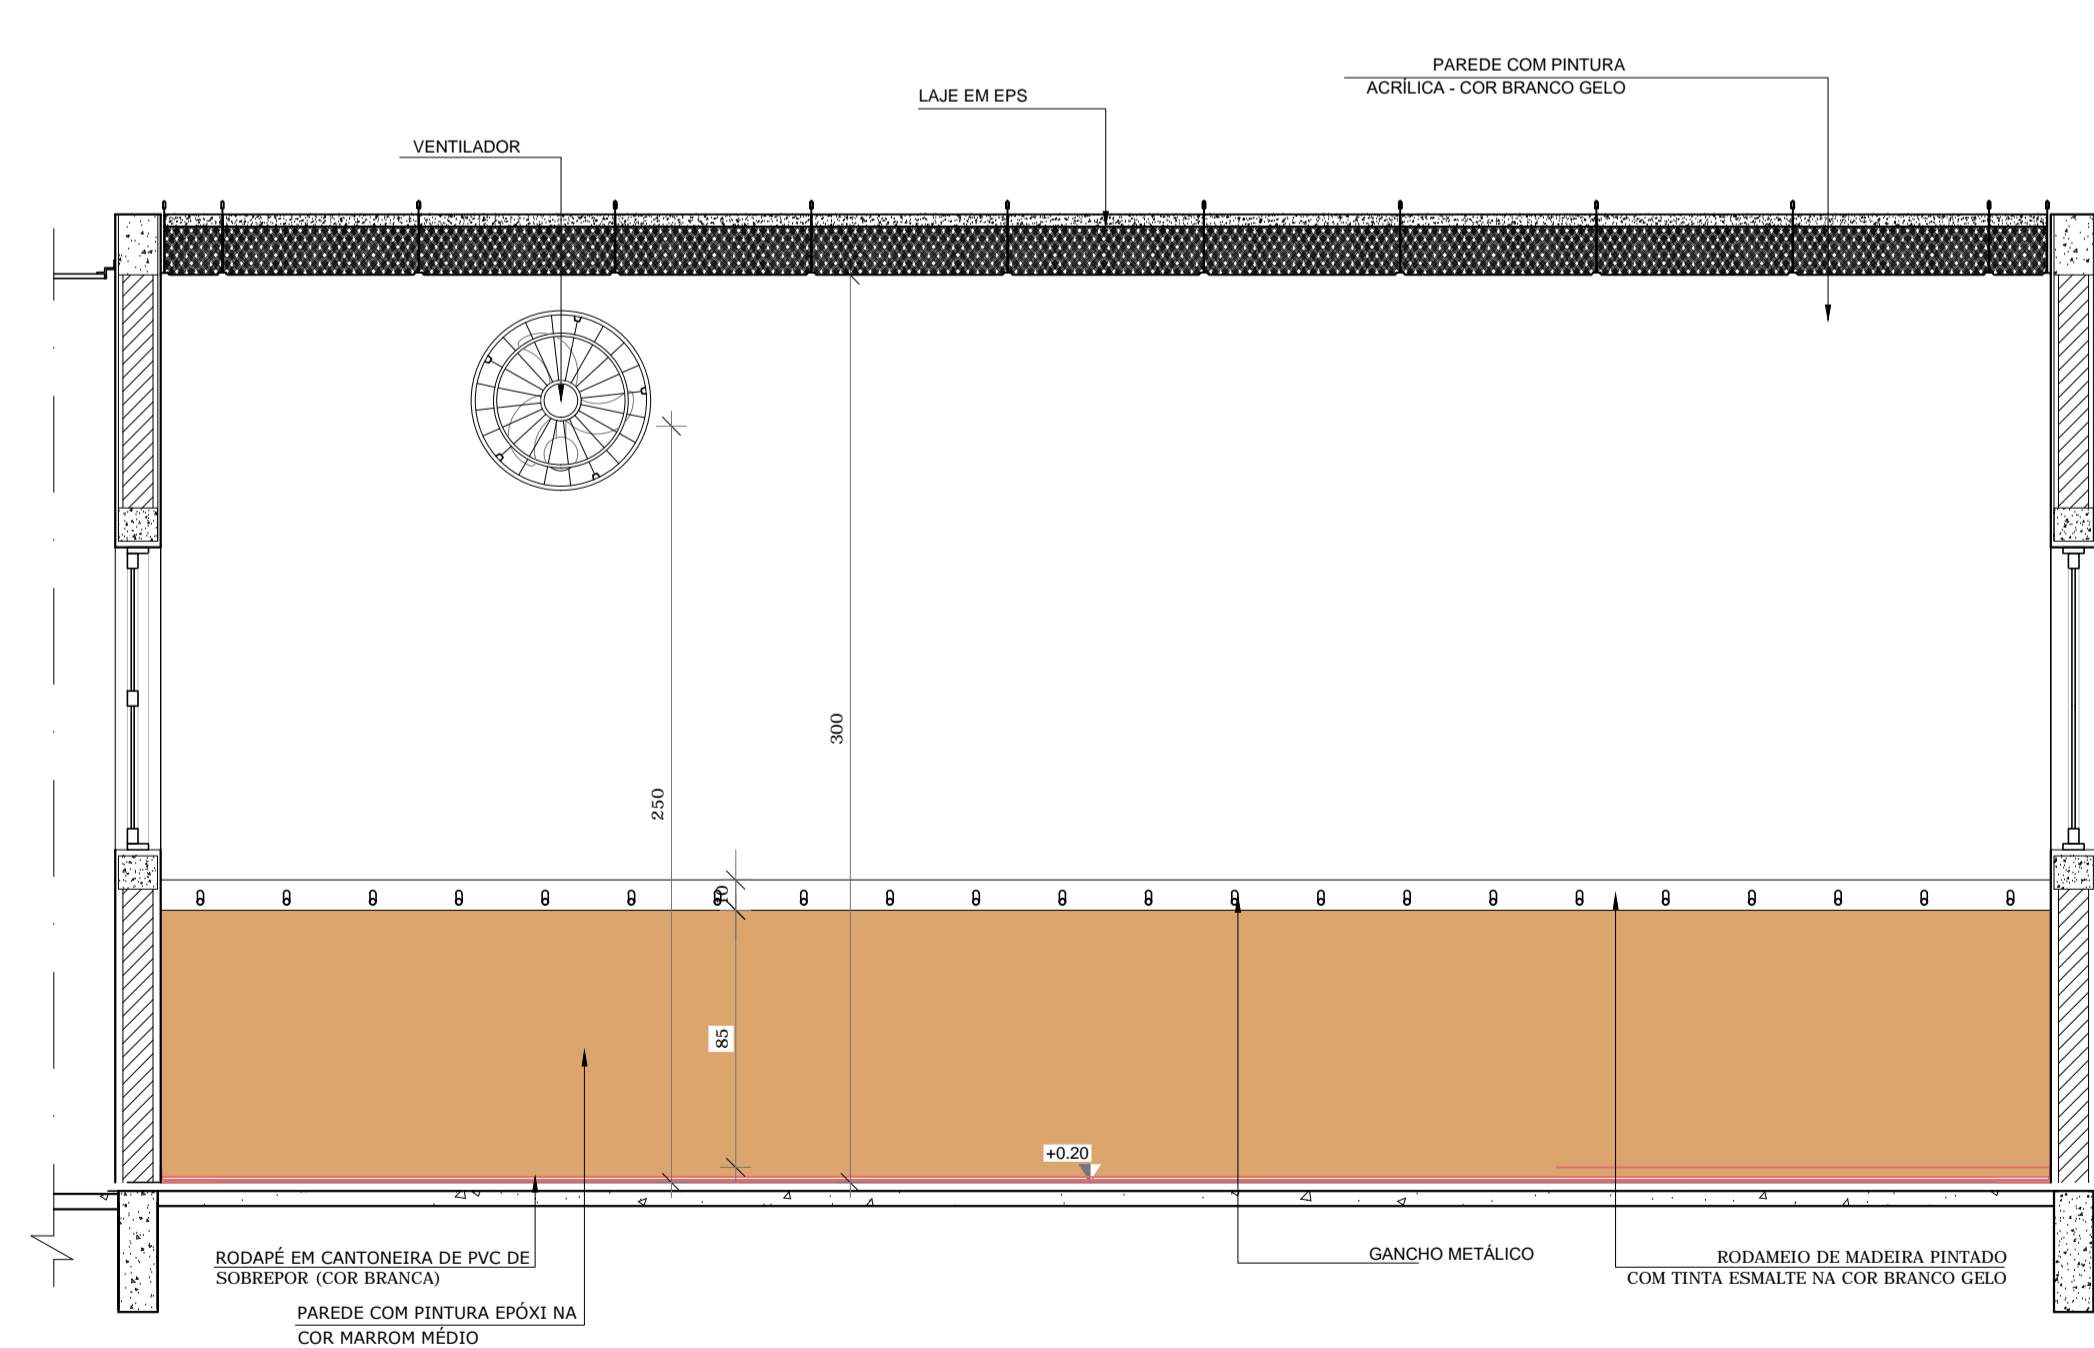 PAREDE COM PINTURA
ACRÍLICA - COR BRANCO GELO
LAJE EM EPS
VENTILADOR
300
250
10
85
+0.20
RODAPÉ EM CANTONEIRA DE PVC DE
SOBREPOR (COR BRANCA)
GANCHO METÁLICO
RODAMEIO DE MADEIRA PINTADO
COM TINTA ESMALTE NA COR BRANCO GELO
PAREDE COM PINTURA EPÓXI NA
COR MARROM MÉDIO